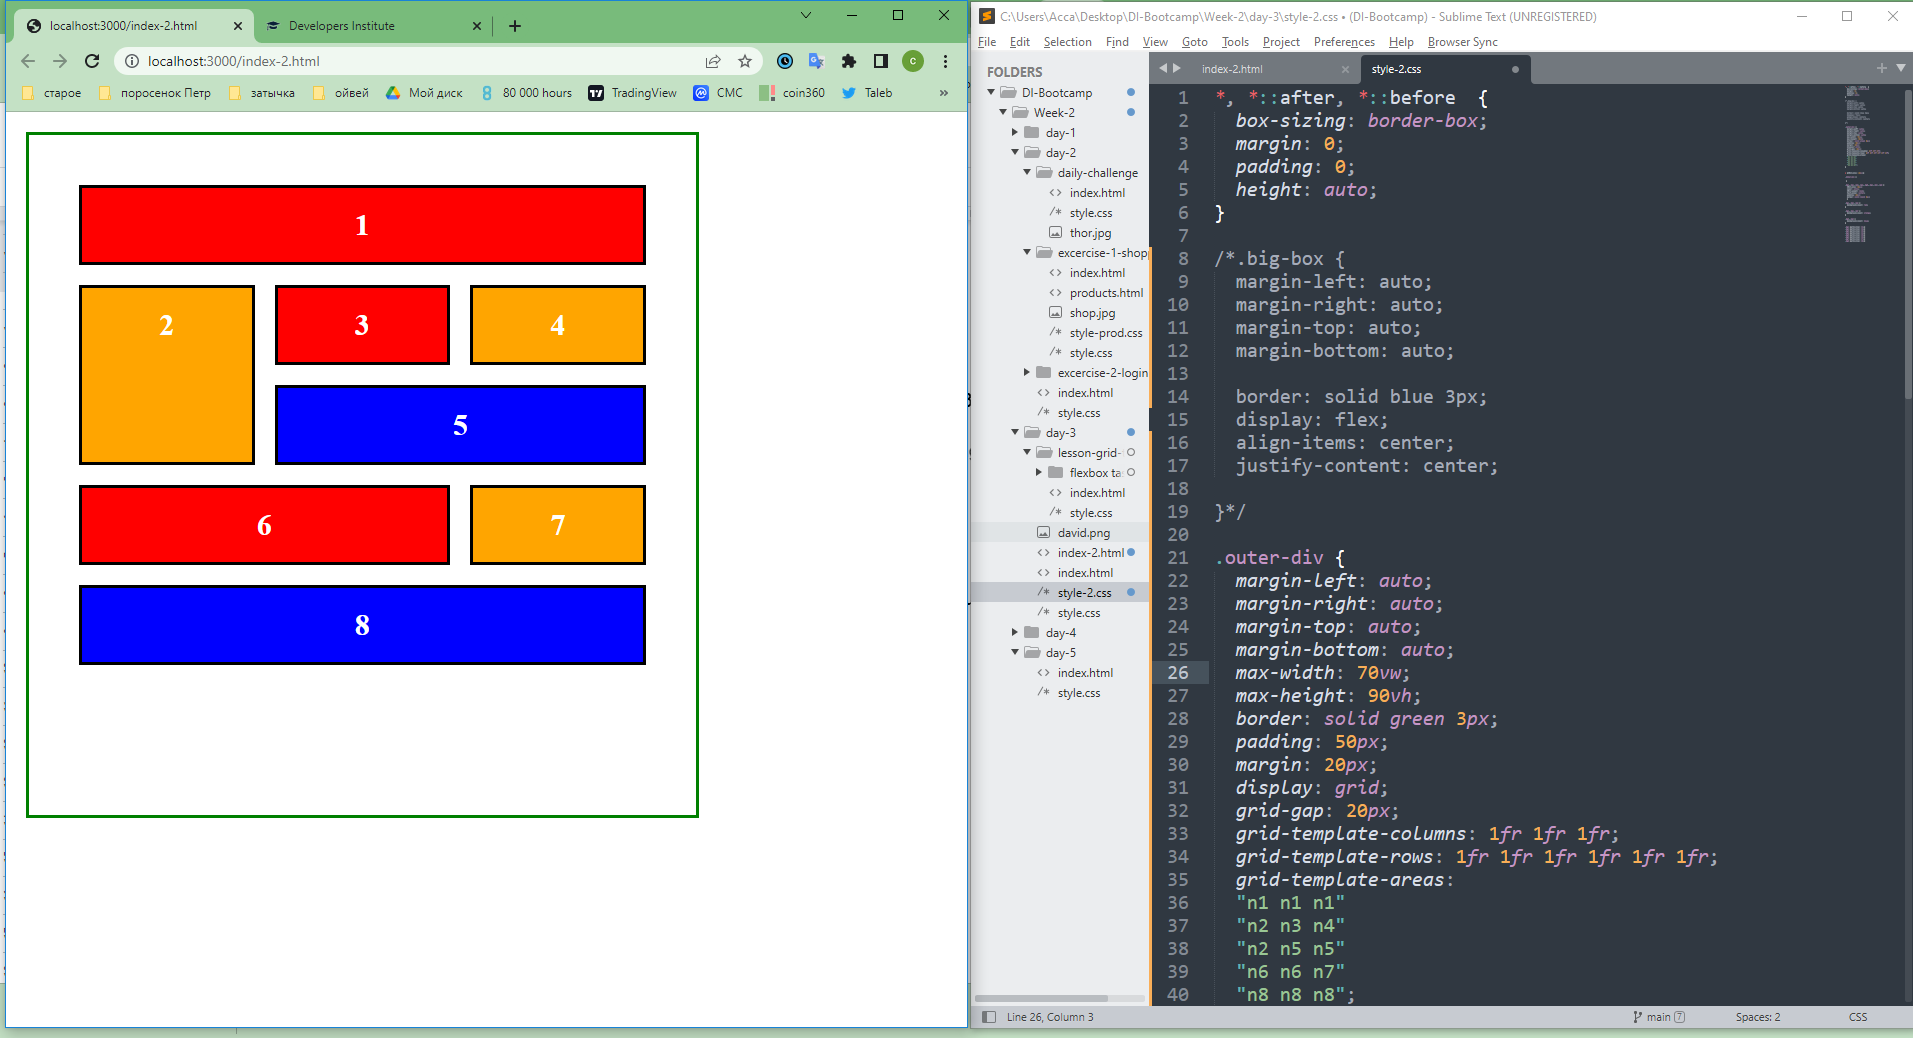 localhost:3000/index-2.html
Developers Institute
localhost:3000/index-2.html
c
старое
поросенок Петр
затычка
ойвей
Мой диск
80 000 hours
TradingView
CMC
coin360
Taleb
»
1
2
3
4
5
6
7
8
C:\Users\Acca\Desktop\DI-Bootcamp\Week-2\day-3\style-2.css • (DI-Bootcamp) - Sublime Text (UNREGISTERED)
File Edit Selection Find View Goto Tools Project Preferences Help Browser Sync
FOLDERS
DI-Bootcamp
Week-2
day-1
day-2
daily-challenge
<> index.html
/* style.css
thor.jpg
excercise-1-shop
<> index.html
<> products.html
shop.jpg
/* style-prod.css
/* style.css
excercise-2-login
<> index.html
/* style.css
day-3
lesson-grid-
flexbox ta
<> index.html
/* style.css
david.png
<> index-2.html
<> index.html
/* style-2.css
/* style.css
day-4
day-5
<> index.html
/* style.css
index-2.html
style-2.css
1 *, *::after, *::before  {
2 box-sizing: border-box;
3 margin: 0;
4 padding: 0;
5 height: auto;
6 }
7
8 /*.big-box {
9 margin-left: auto;
10 margin-right: auto;
11 margin-top: auto;
12 margin-bottom: auto;
13
14 border: solid blue 3px;
15 display: flex;
16 align-items: center;
17 justify-content: center;
18
19 }*/
20
21 .outer-div {
22 margin-left: auto;
23 margin-right: auto;
24 margin-top: auto;
25 margin-bottom: auto;
26 max-width: 70vw;
27 max-height: 90vh;
28 border: solid green 3px;
29 padding: 50px;
30 margin: 20px;
31 display: grid;
32 grid-gap: 20px;
33 grid-template-columns: 1fr 1fr 1fr;
34 grid-template-rows: 1fr 1fr 1fr 1fr 1fr 1fr;
35 grid-template-areas:
36 "n1 n1 n1"
37 "n2 n3 n4"
38 "n2 n5 n5"
39 "n6 n6 n7"
40 "n8 n8 n8";
Line 26, Column 3
main 7
Spaces: 2
CSS